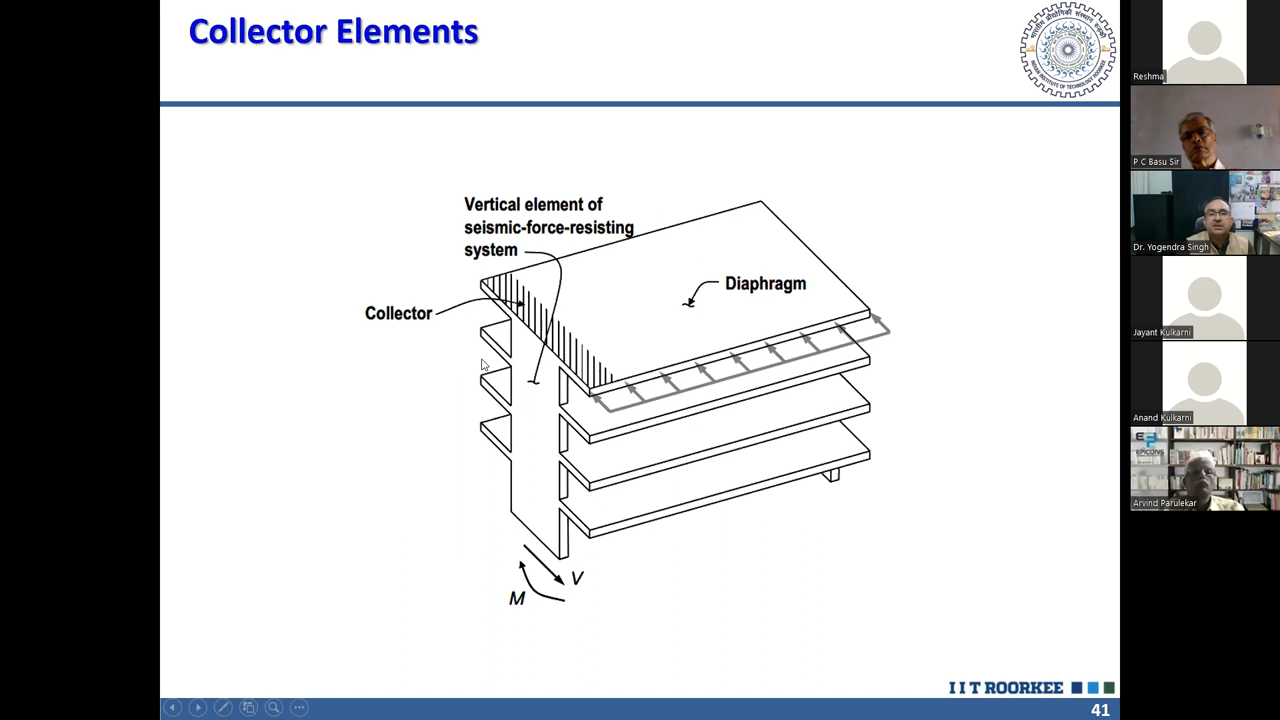 Collector Elements
Vertical element of
seismic-force-resisting
system
Diaphragm
Collector
V
M
IIT ROORKEE
41
Reshma
P C Basu Sir
Dr. Yogendra Singh
Jayant Kulkarni
Anand Kulkarni
Arvind Parulekar